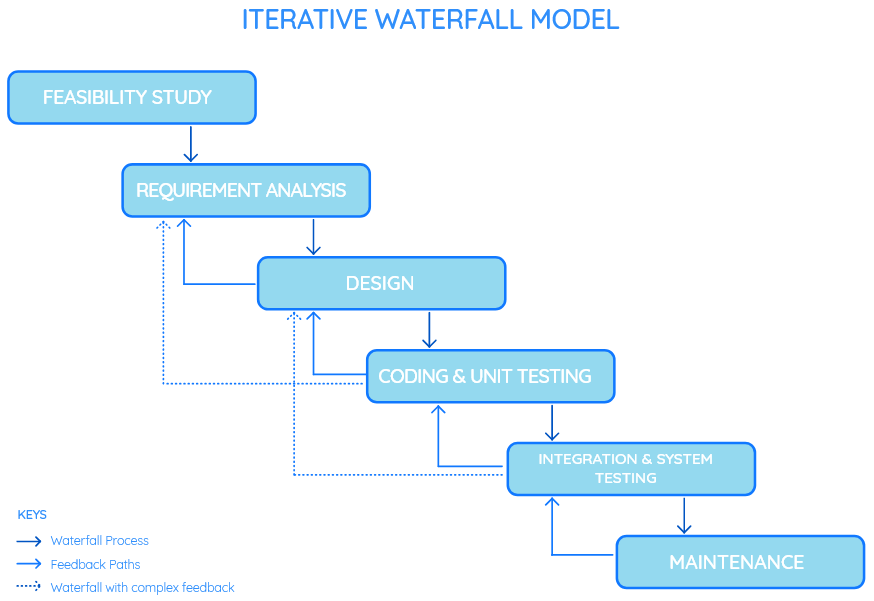 ITERATIVE WATERFALL MODEL
FEASIBILITY STUDY
REQUIREMENT ANALYSIS
DESIGN
CODING & UNIT TESTING
INTEGRATION & SYSTEM
TESTING
MAINTENANCE
KEYS
Waterfall Process
Feedback Paths
Waterfall with complex feedback